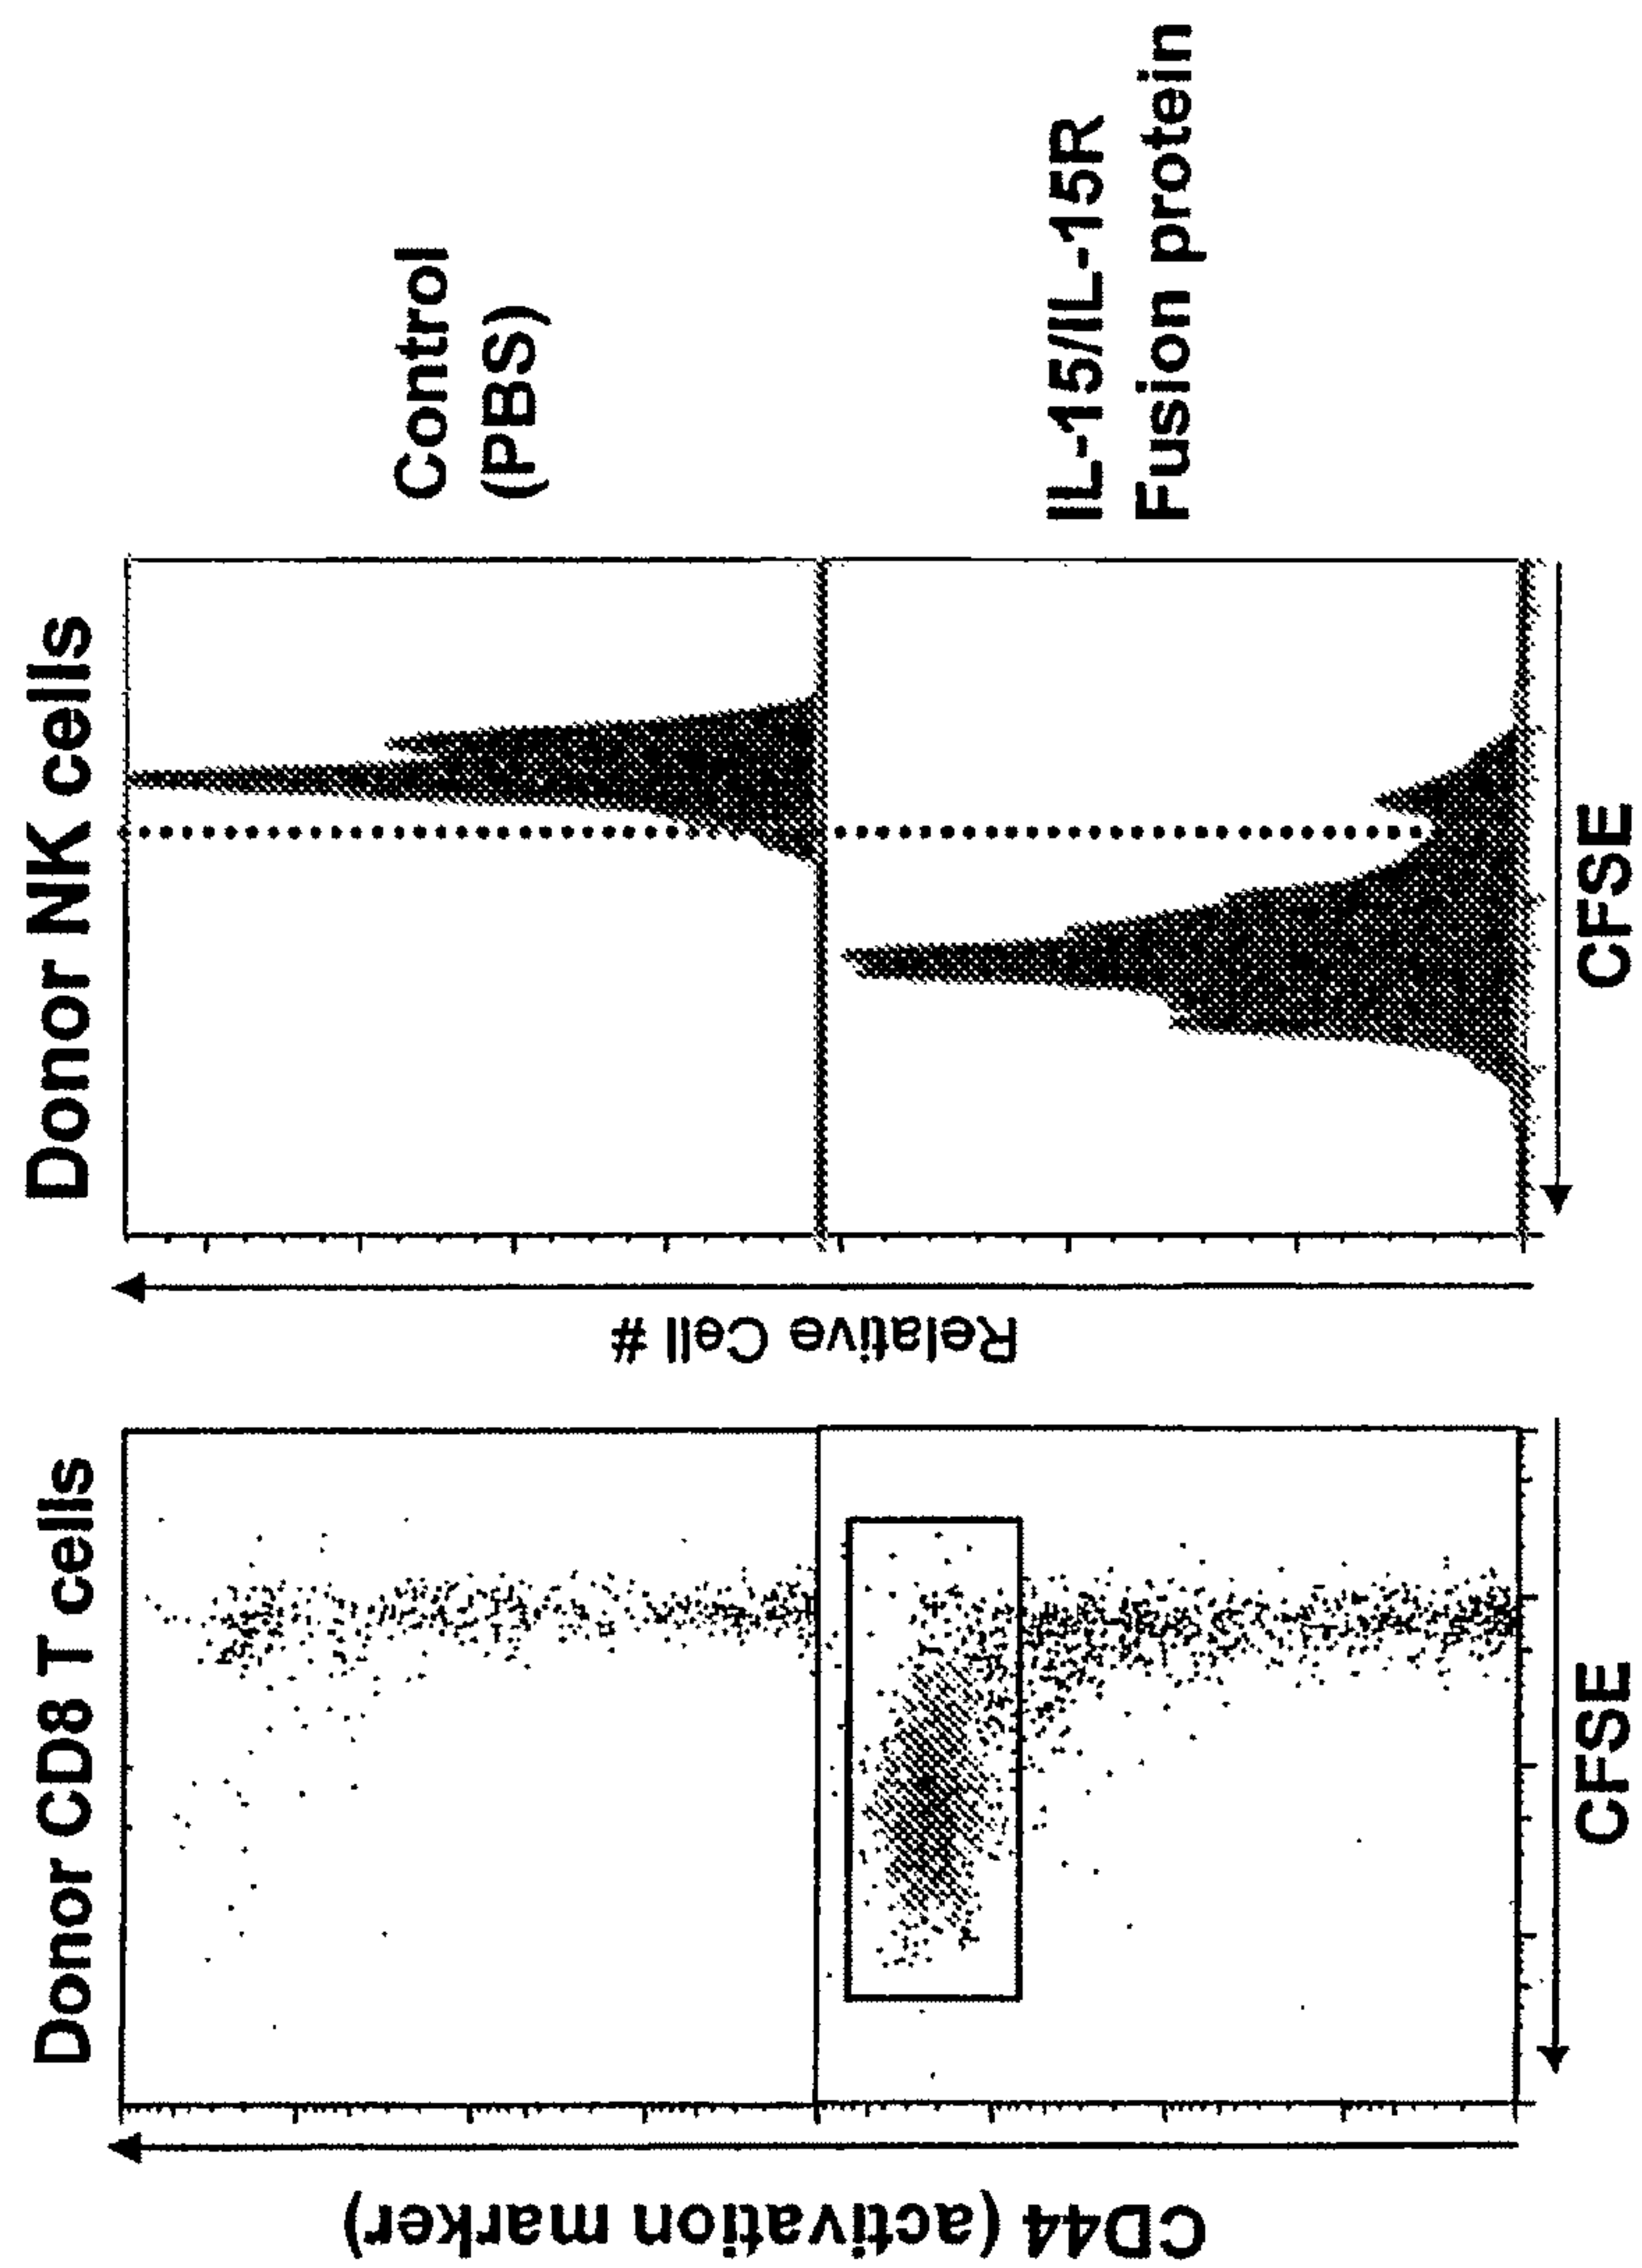 Donor CD8 T cells
Donor NK cells
CD44 (activation marker)
Relative Cell #
Control
(PBS)
IL-15/IL-15R
Fusion protein
CFSE
CFSE